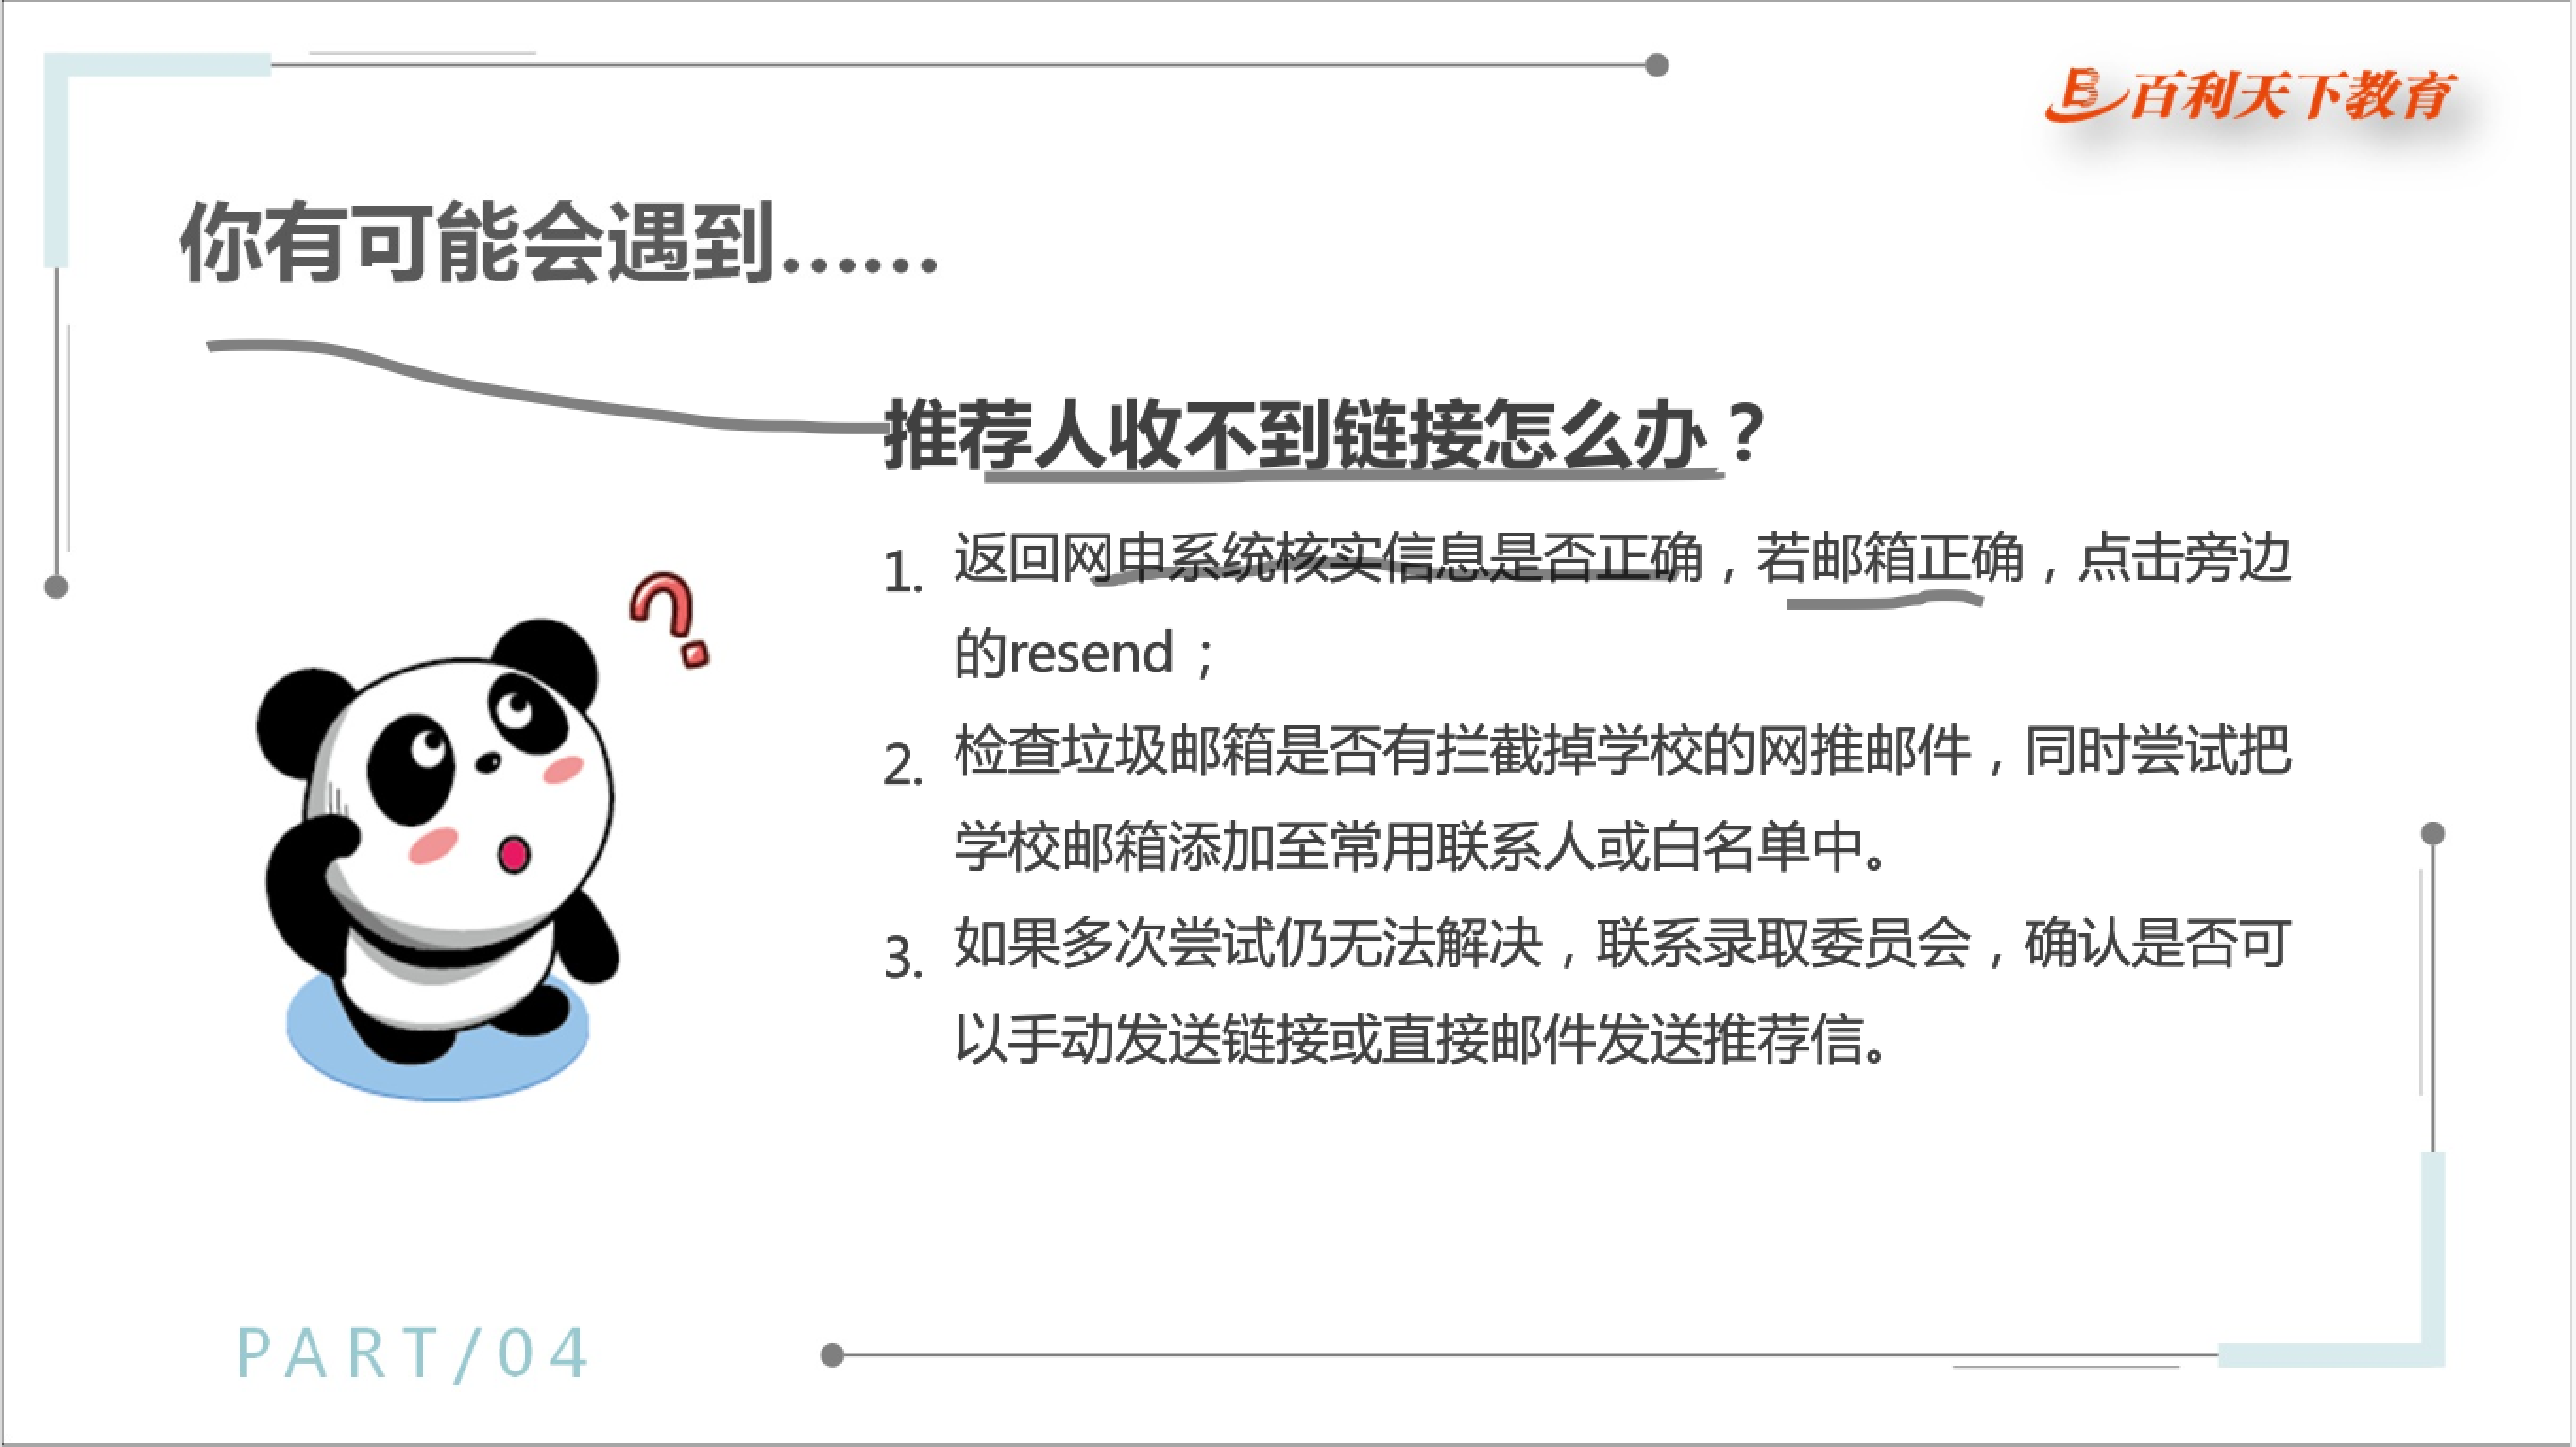 百利天下教育
你有可能会遇到……
推荐人收不到链接怎么办？
1. 返回网申系统核实信息是否正确，若邮箱正确，点击旁边
的resend；
2. 检查垃圾邮箱是否有拦截掉学校的网推邮件，同时尝试把
学校邮箱添加至常用联系人或白名单中。
3. 如果多次尝试仍无法解决，联系录取委员会，确认是否可
以手动发送链接或直接邮件发送推荐信。
PART/04